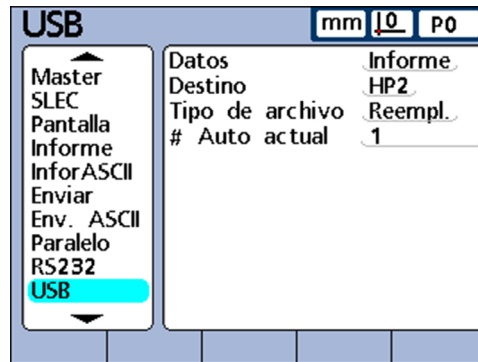 USB
mm
0
P0
Master
SLEC
Pantalla
Informe
InforASCII
Enviar
Env. ASCII
Paralelo
RS232
USB
Datos Informe
Destino HP2
Tipo de archivo Reempl.
# Auto actual 1